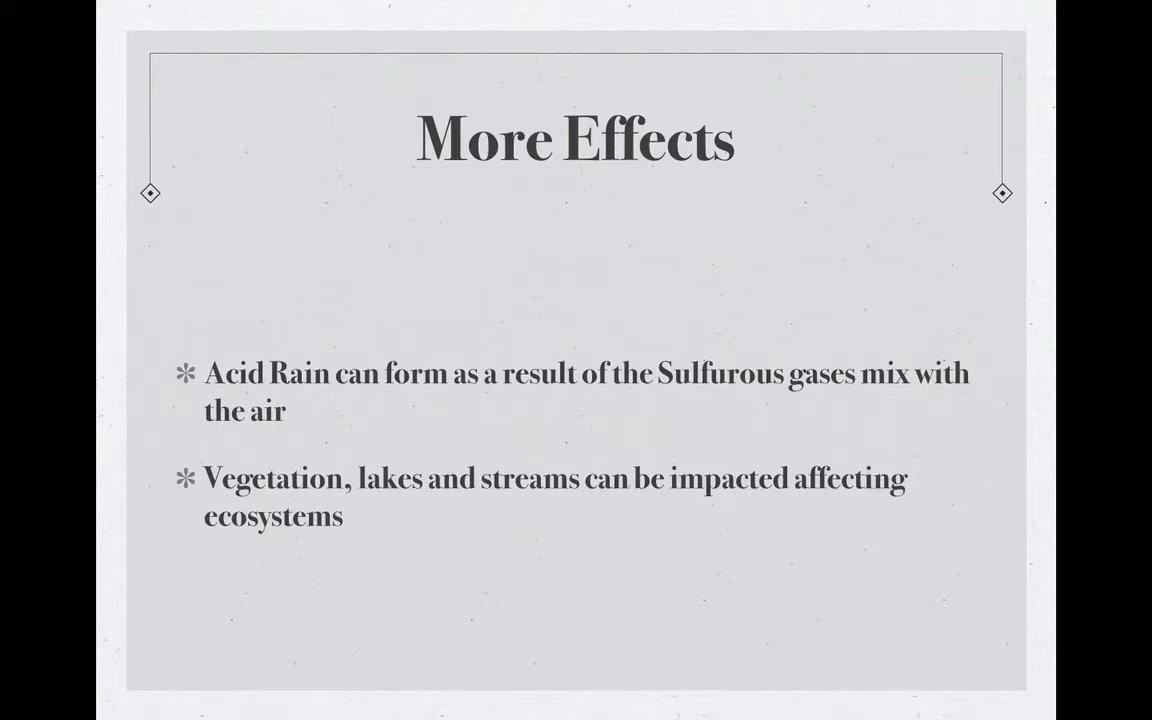 More Effects
✻ Acid Rain can form as a result of the Sulfurous gases mix with
the air
✻ Vegetation, lakes and streams can be impacted affecting
ecosystems